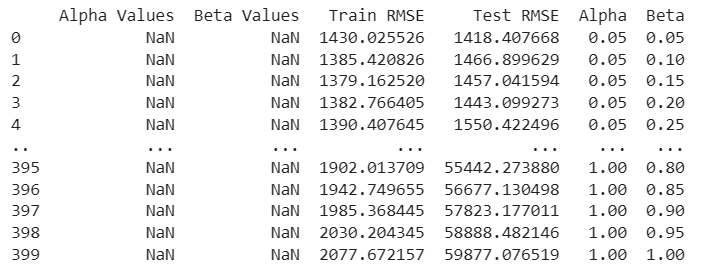 Alpha Values Beta Values Train RMSE Test RMSE Alpha Beta
0 NaN NaN 1430.025526 1418.407668 0.05 0.05
1 NaN NaN 1385.420826 1466.899629 0.05 0.10
2 NaN NaN 1379.162520 1457.041594 0.05 0.15
3 NaN NaN 1382.766405 1443.099273 0.05 0.20
4 NaN NaN 1390.407645 1550.422496 0.05 0.25
.. ... ... ... ... ... ...
395 NaN NaN 1902.013709 55442.273880 1.00 0.80
396 NaN NaN 1942.749655 56677.130498 1.00 0.85
397 NaN NaN 1985.368445 57823.177011 1.00 0.90
398 NaN NaN 2030.204345 58888.482146 1.00 0.95
399 NaN NaN 2077.672157 59877.076519 1.00 1.00